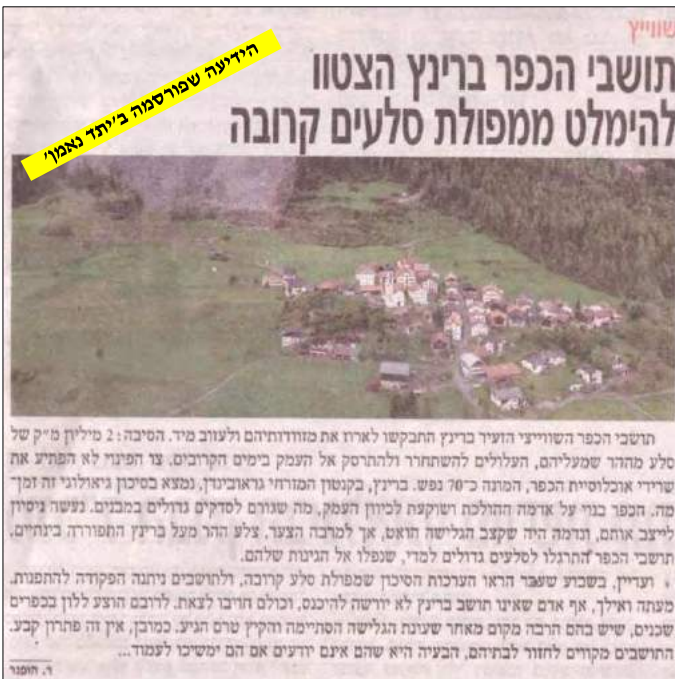 שווייץ
תושבי הכפר ברינץ הצטוו
להימלט ממפולת סלעים קרובה
הידיעה שפורסמה ב'יתד נאמן'
תושבי הכפר השווייצי הזעיר ברינץ התבקשו לארוז את מזוודותיהם ולעזוב מיד. הסיבה: 2 מיליון מ"ק של
סלע מההר שמעליהם, העלולים להשתחרר ולהתרסק אל העמק בימים הקרובים. צו הפינוי לא הפתיע את
שרידי אוכלוסיית הכפר, המונה כ־70 נפש. ברינץ, בקנטון המזרחי גראובינדן, נמצא בסיכון גיאולוגי זה זמן־
מה. הכפר בנוי על אדמה ההולכת ושוקעת לכיוון העמק, מה שגורם לסדקים גדולים במבנים. נעשה ניסיון
לייצב אותם, ונדמה היה שקצב הגלישה הואט, אך למרבה הצער, צלע ההר מעל ברינץ התפוררה בינתיים.
תושבי הכפר התרגלו לסלעים גדולים למדי, שנפלו אל הגינות שלהם.
ועדיין, בשבוע שעבר הראו הערכות הסיכון שמפולת סלע קרובה, ולתושבים ניתנה הפקודה להתפנות.
מעתה ואילך, אף אדם שאינו תושב ברינץ לא יורשה להיכנס, וכולם חויבו לצאת. לרובם הוצע ללון בכפרים
שכנים, שיש בהם הרבה מקום מאחר שעונת הגלישה הסתיימה והקיץ טרם הגיע. כמובן, אין זה פתרון קבע.
התושבים מקווים לחזור לבתיהם, הבעיה היא שהם אינם יודעים אם הם ימשיכו לעמוד...
ר. הופנר